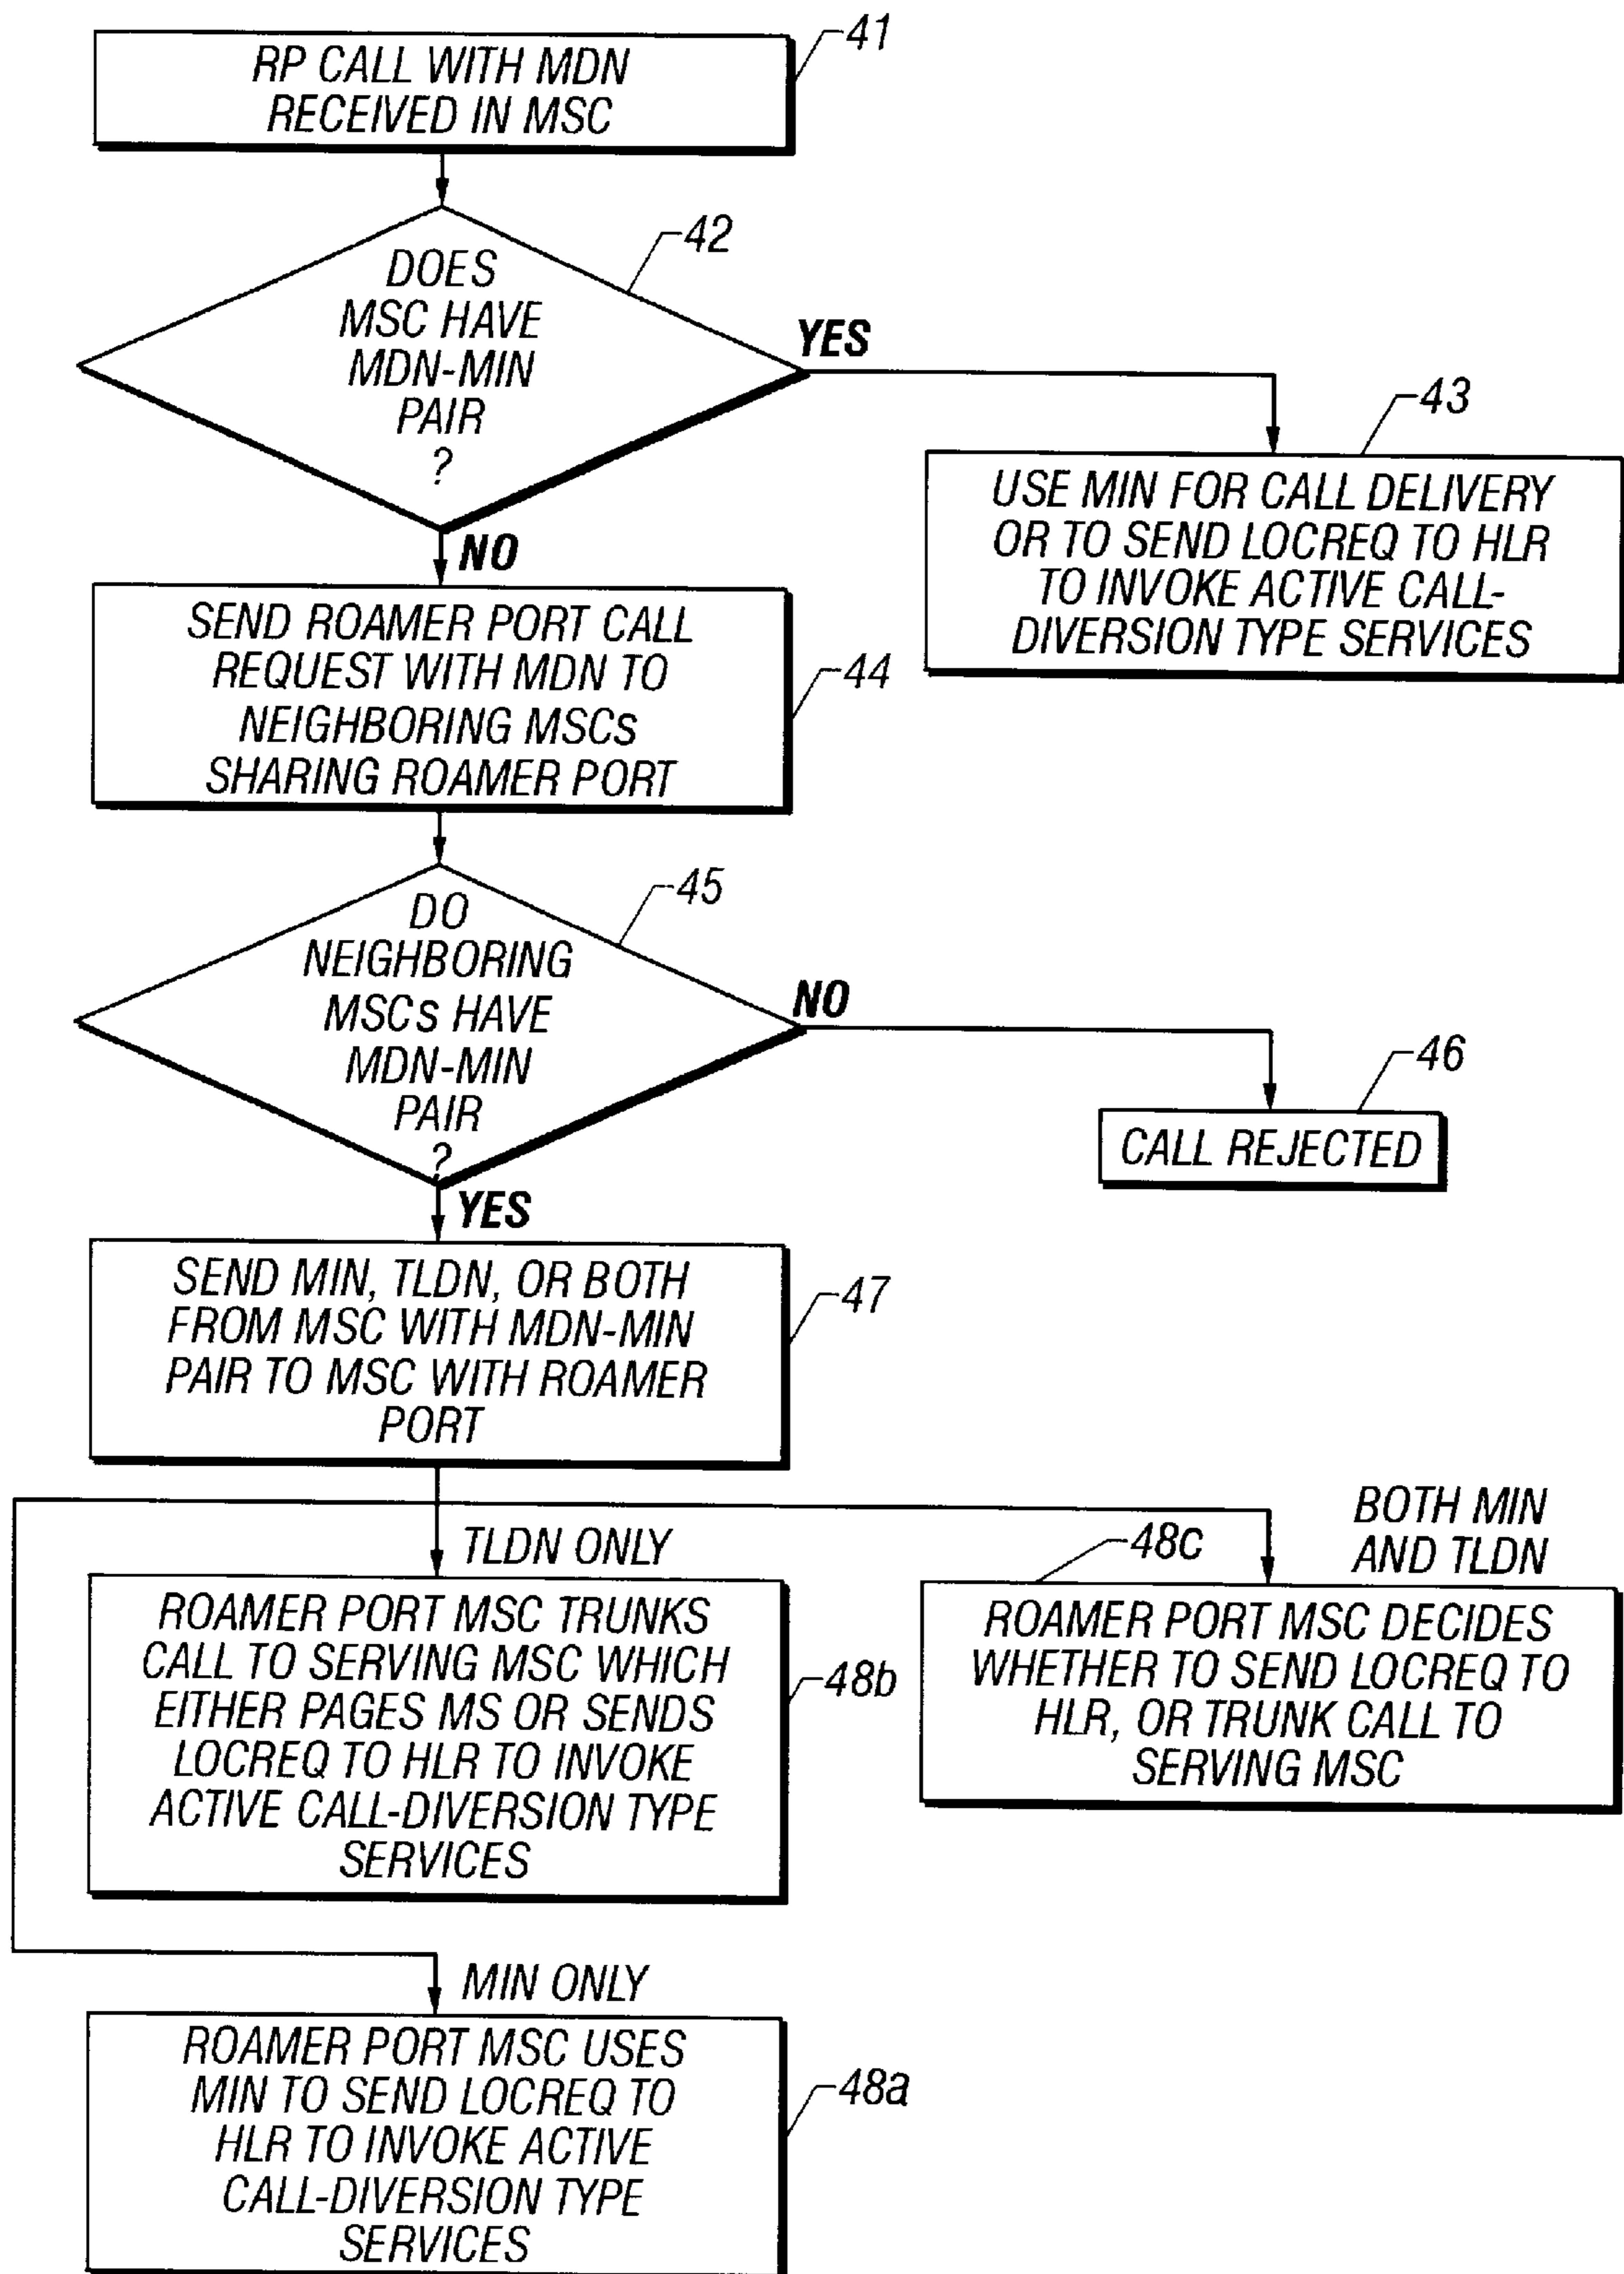 41
RP CALL WITH MDN
RECEIVED IN MSC
42
DOES
MSC HAVE
MDN-MIN
PAIR
?
YES
43
USE MIN FOR CALL DELIVERY
OR TO SEND LOCREQ TO HLR
TO INVOKE ACTIVE CALL-
DIVERSION TYPE SERVICES
NO
44
SEND ROAMER PORT CALL
REQUEST WITH MDN TO
NEIGHBORING MSCs
SHARING ROAMER PORT
45
DO
NEIGHBORING
MSCs HAVE
MDN-MIN
PAIR
?
NO
46
CALL REJECTED
YES
47
SEND MIN, TLDN, OR BOTH
FROM MSC WITH MDN-MIN
PAIR TO MSC WITH ROAMER
PORT
TLDN ONLY
48b
ROAMER PORT MSC TRUNKS
CALL TO SERVING MSC WHICH
EITHER PAGES MS OR SENDS
LOCREQ TO HLR TO INVOKE
ACTIVE CALL-DIVERSION TYPE
SERVICES
BOTH MIN
AND TLDN
48c
ROAMER PORT MSC DECIDES
WHETHER TO SEND LOCREQ TO
HLR, OR TRUNK CALL TO
SERVING MSC
MIN ONLY
48a
ROAMER PORT MSC USES
MIN TO SEND LOCREQ TO
HLR TO INVOKE ACTIVE
CALL-DIVERSION TYPE
SERVICES